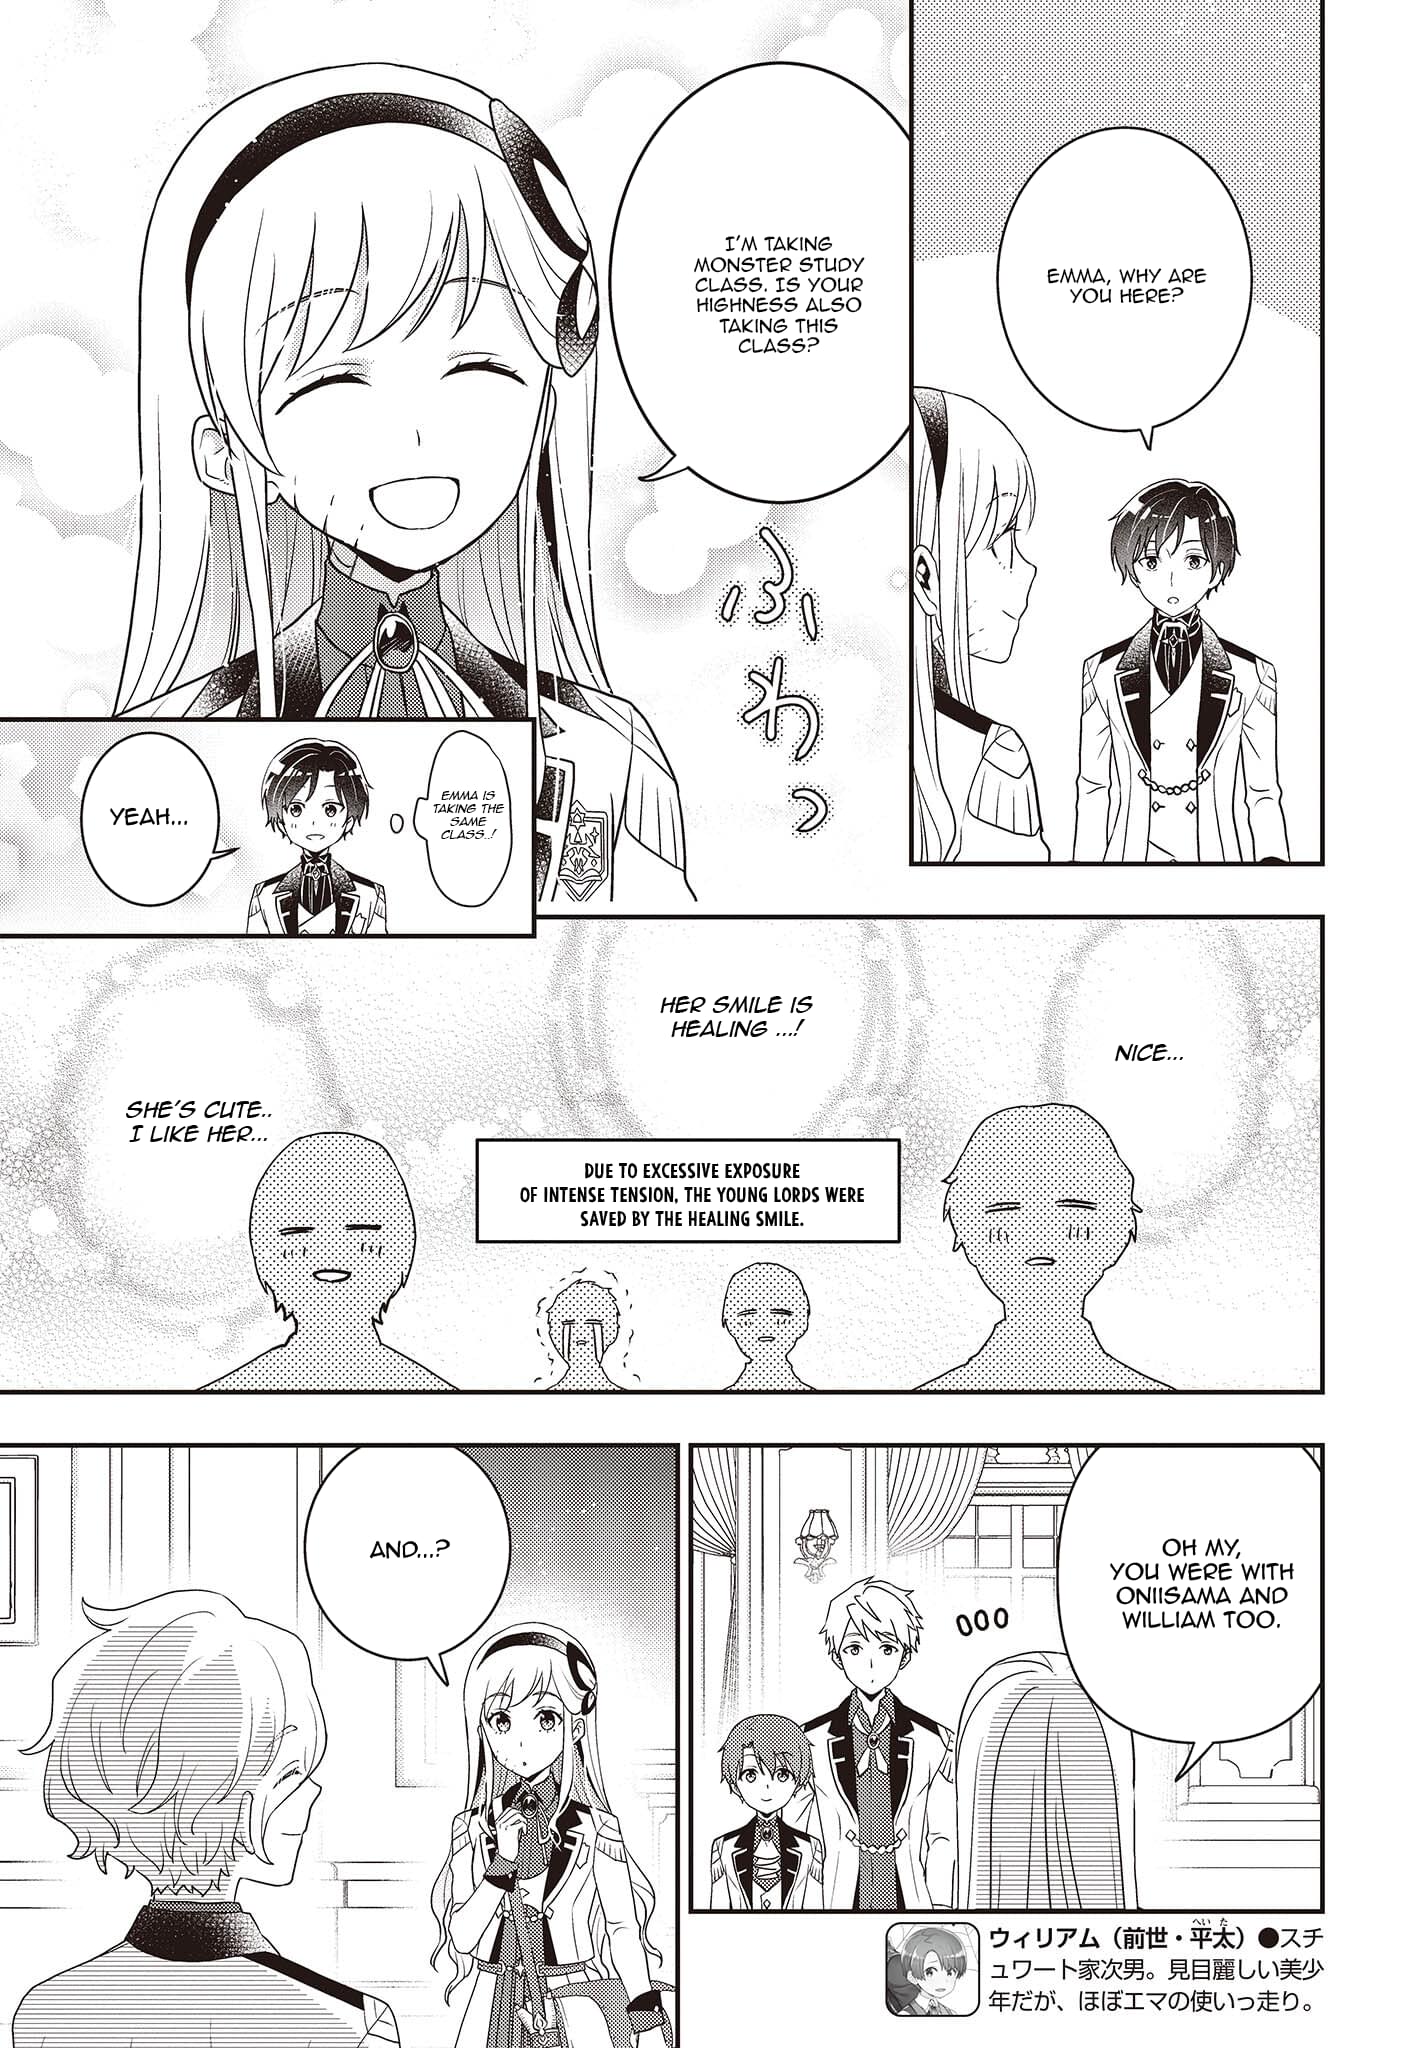 EMMA, WHY ARE
YOU HERE?
I'M TAKING
MONSTER STUDY
CLASS. IS YOUR
HIGHNESS ALSO
TAKING THIS
CLASS?
ふわっ
EMMA IS
TAKING THE
SAME
CLASS..!
YEAH...
NICE...
HER SMILE IS
HEALING ...!
SHE'S CUTE..
I LIKE HER...
DUE TO EXCESSIVE EXPOSURE
OF INTENSE TENSION, THE YOUNG LORDS WERE
SAVED BY THE HEALING SMILE.
OH MY,
YOU WERE WITH
ONIISAMA AND
WILLIAM TOO.
AND...?
ウィリアム（前世・平太）●スチ
へいた
ュワート家次男。見目麗しい美少
年だが、ほぼエマの使いっ走り。